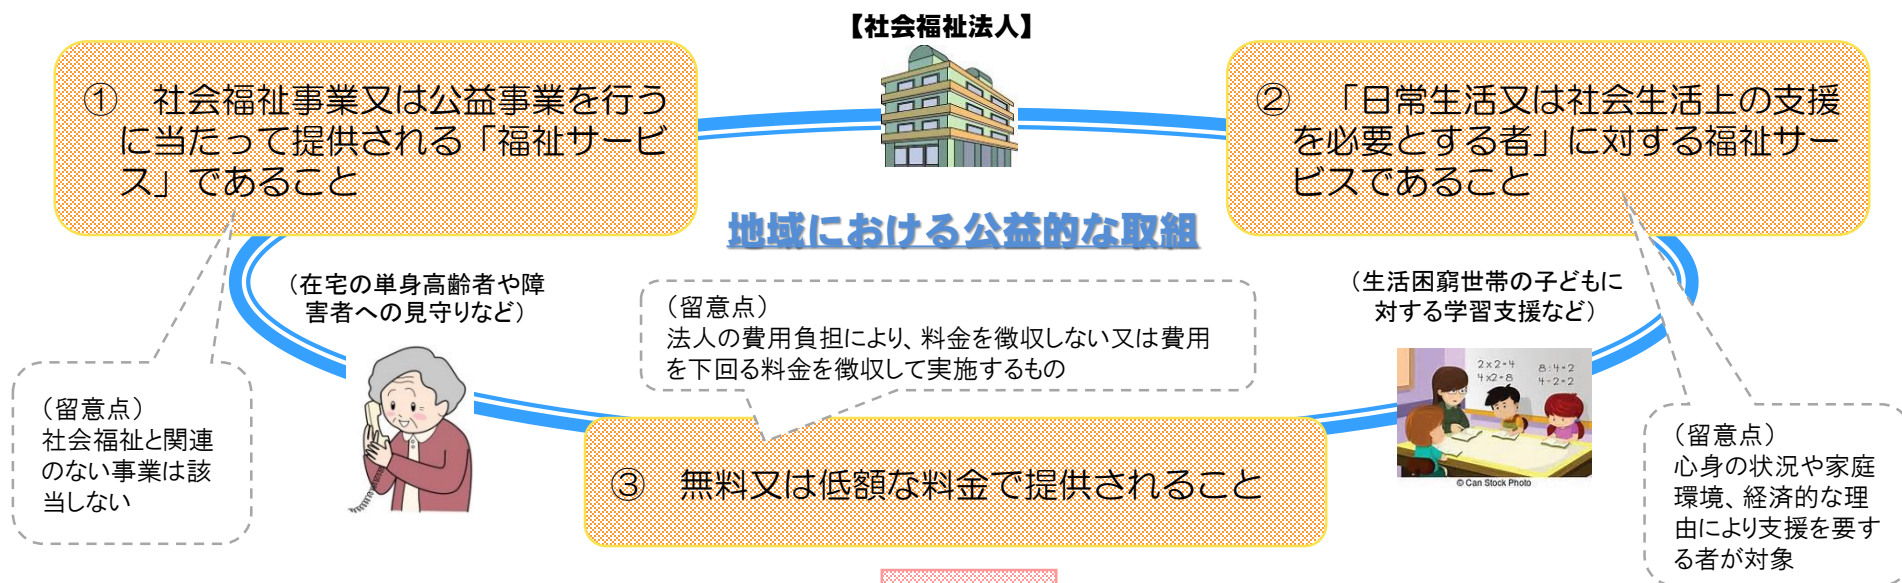 【社会福祉法人】
① 社会福祉事業又は公益事業を行う
に当たって提供される「福祉サービ
ス」であること
② 「日常生活又は社会生活上の支援
を必要とする者」に対する福祉サー
ビスであること
地域における公益的な取組
（在宅の単身高齢者や障
害者への見守りなど）
（留意点）
法人の費用負担により、料金を徴収しない又は費用
を下回る料金を徴収して実施するもの
（生活困窮世帯の子どもに
対する学習支援など）
2×2=4
4×2=8
8:4=2
4-2=2
© Can Stock Photo
（留意点）
社会福祉と関連
のない事業は該
当しない
③ 無料又は低額な料金で提供されること
（留意点）
心身の状況や家庭
環境、経済的な理
由により支援を要す
る者が対象